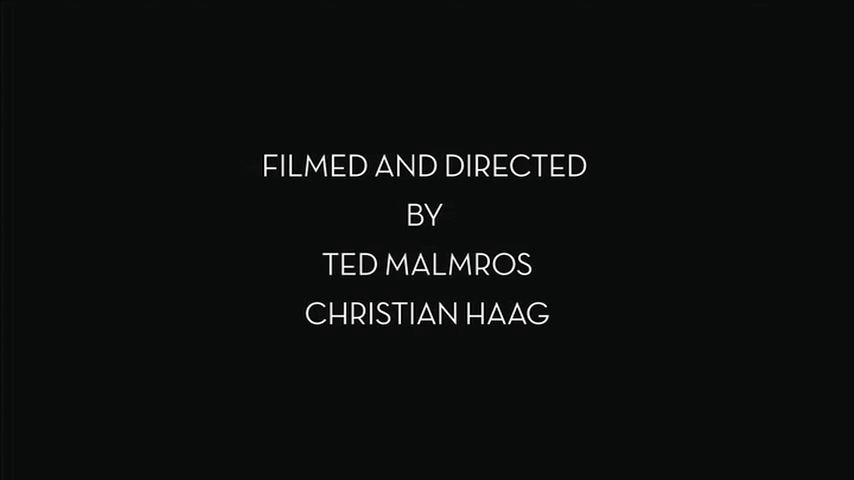 FILMED AND DIRECTED
BY
TED MALMROS
CHRISTIAN HAAG